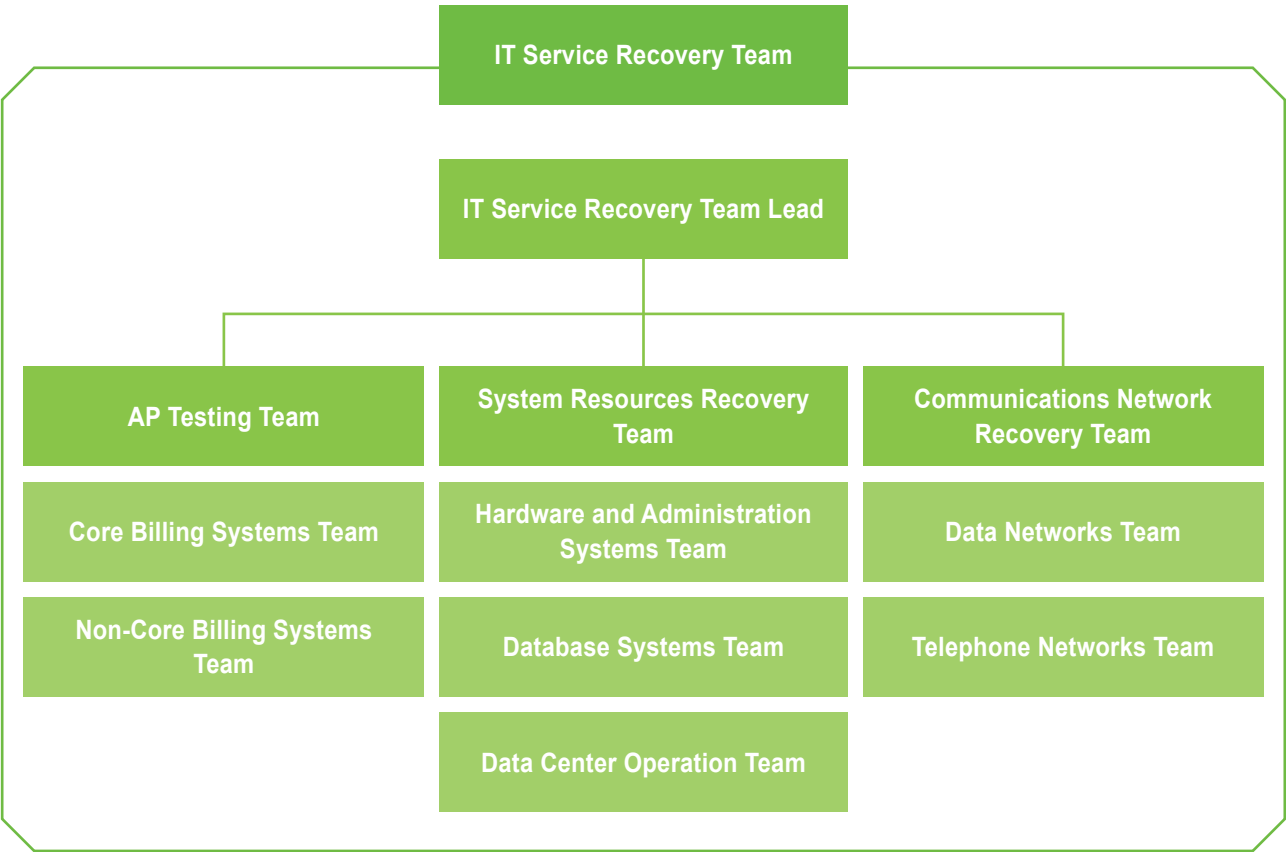 IT Service Recovery Team
IT Service Recovery Team Lead
AP Testing Team
System Resources Recovery
Team
Communications Network
Recovery Team
Core Billing Systems Team
Hardware and Administration
Systems Team
Data Networks Team
Non-Core Billing Systems
Team
Database Systems Team
Telephone Networks Team
Data Center Operation Team